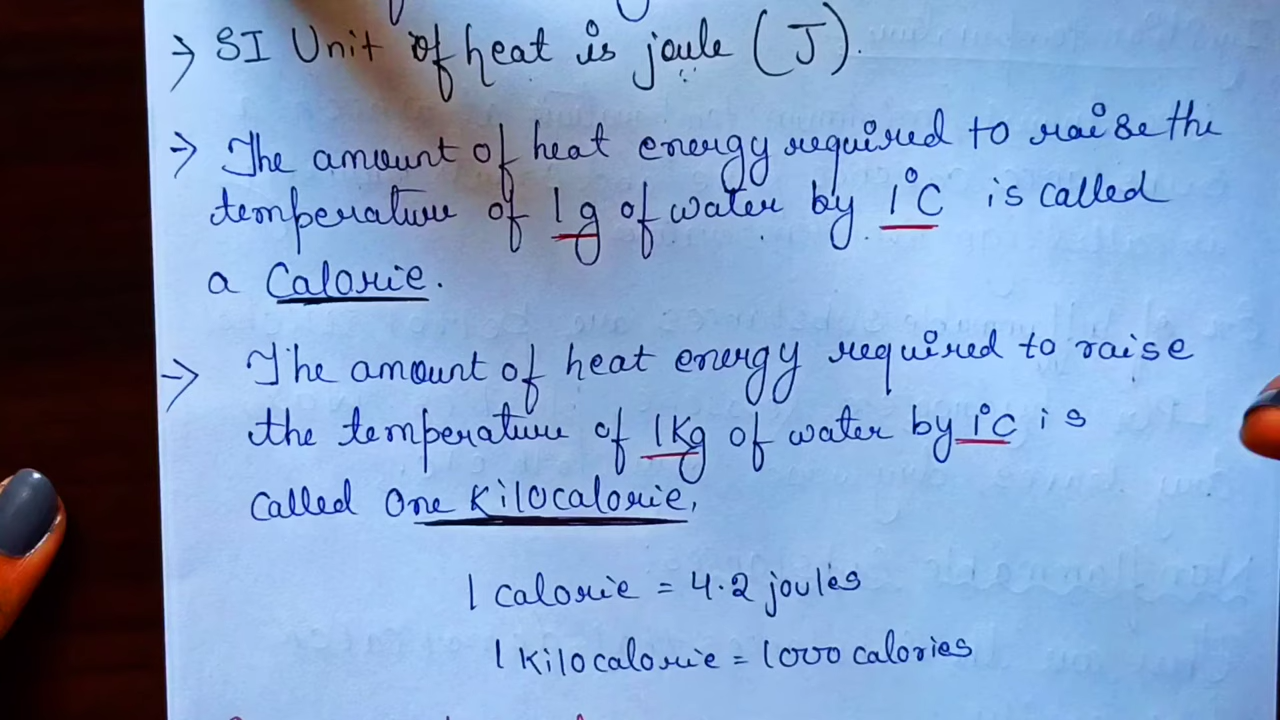 → SI Unit of heat is joule (J).
→ The amount of heat energy required to raise the
temperature of 1g of water by 1°C is called
a Calorie.
→ The amount of heat energy required to raise
the temperature of 1Kg of water by 1°C is
called One Kilocalorie.
1 calorie = 4.2 joules
1 Kilocalorie = 1000 calories